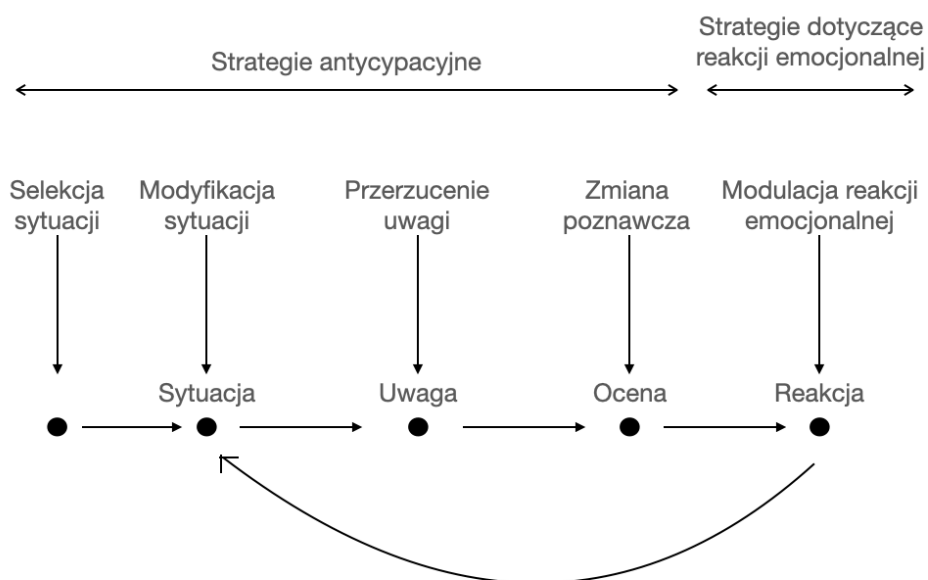 Strategie antycypacyjne
Strategie dotyczące
reakcji emocjonalnej
Selekcja
sytuacji
Modyfikacja
sytuacji
Przerzucenie
uwagi
Zmiana
poznawcza
Modulacja reakcji
emocjonalnej
Sytuacja
Uwaga
Ocena
Reakcja